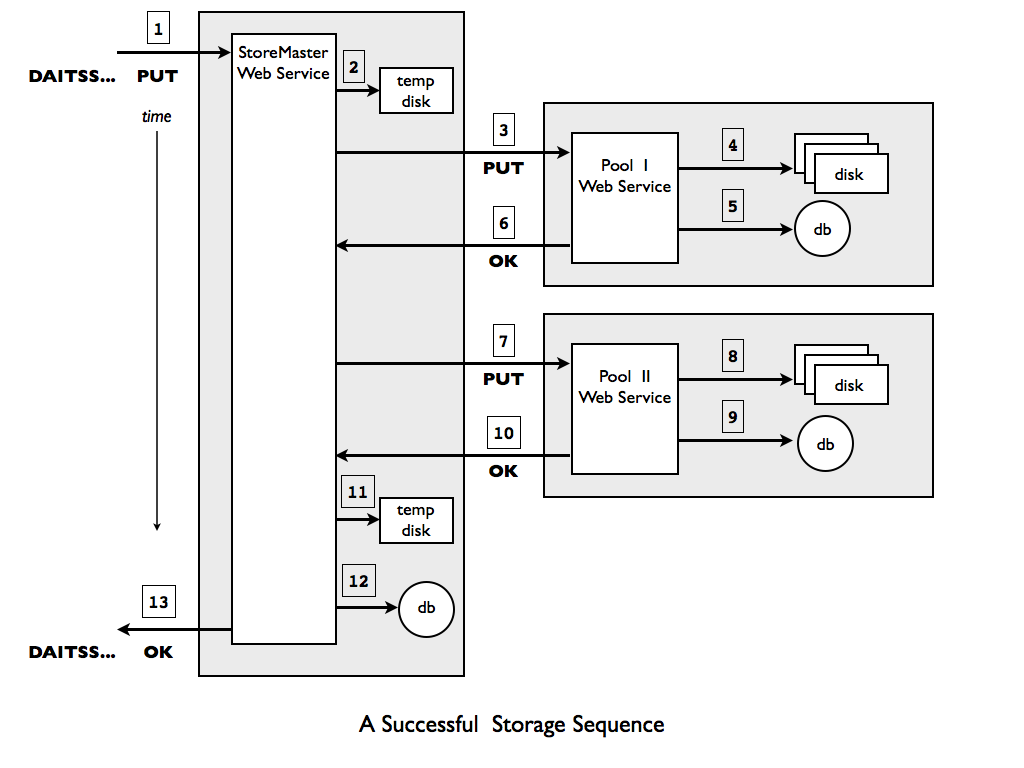 1
DAITSS... PUT
time
StoreMaster
Web Service
2
temp
disk
3
PUT
Pool I
Web Service
4
disk
5
db
6
OK
7
PUT
Pool II
Web Service
8
disk
9
db
10
OK
11
temp
disk
12
db
13
DAITSS... OK
A Successful Storage Sequence